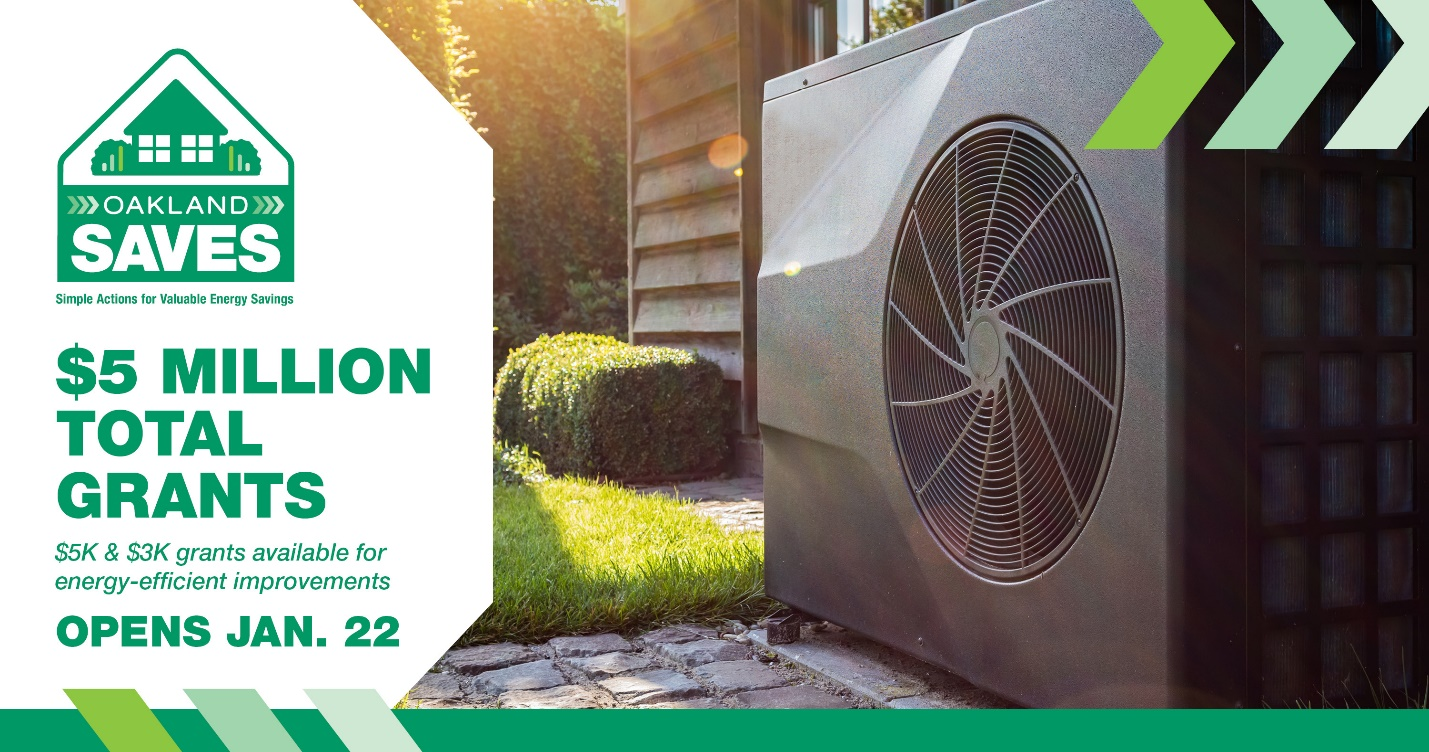 OAKLAND
SAVES
Simple Actions for Valuable Energy Savings
$5 MILLION
TOTAL
GRANTS
$5K & $3K grants available for
energy-efficient improvements
OPENS JAN. 22